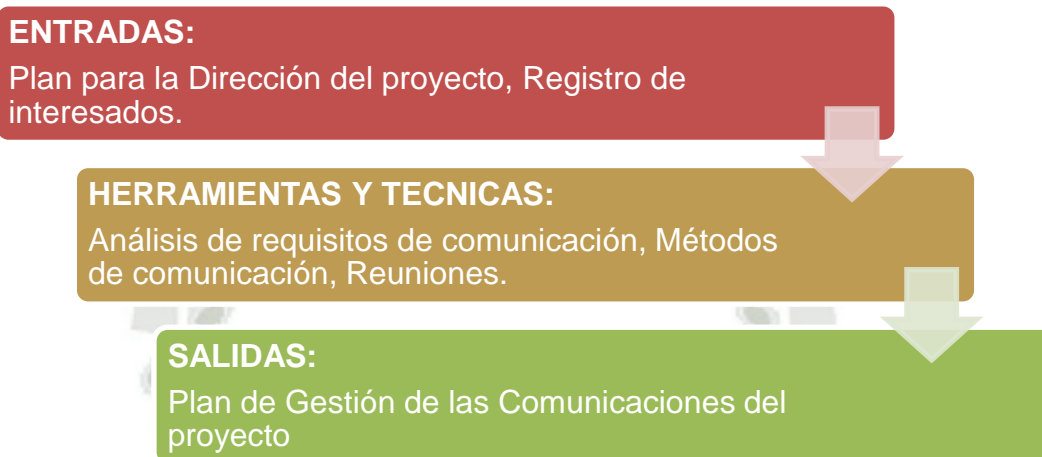 ENTRADAS:
Plan para la Dirección del proyecto, Registro de
interesados.
HERRAMIENTAS Y TECNICAS:
Análisis de requisitos de comunicación, Métodos
de comunicación, Reuniones.
SALIDAS:
Plan de Gestión de las Comunicaciones del
proyecto